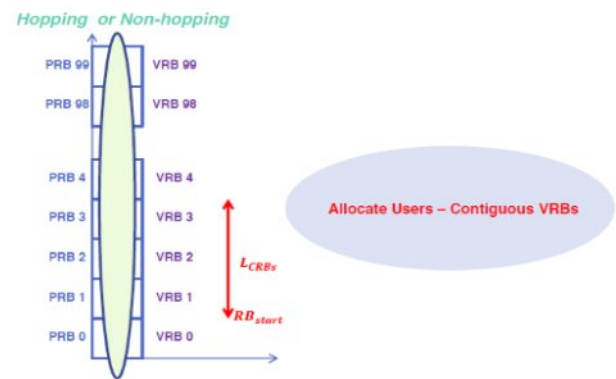 Hopping or Non-hopping
PRB 99 VRB 99
PRB 98 VRB 98
PRB 4 VRB 4
PRB 3 VRB 3
Allocate Users – Contiguous VRBs
PRB 2 VRB 2
L_CRBs
PRB 1 VRB 1
RB_start
PRB 0 VRB 0